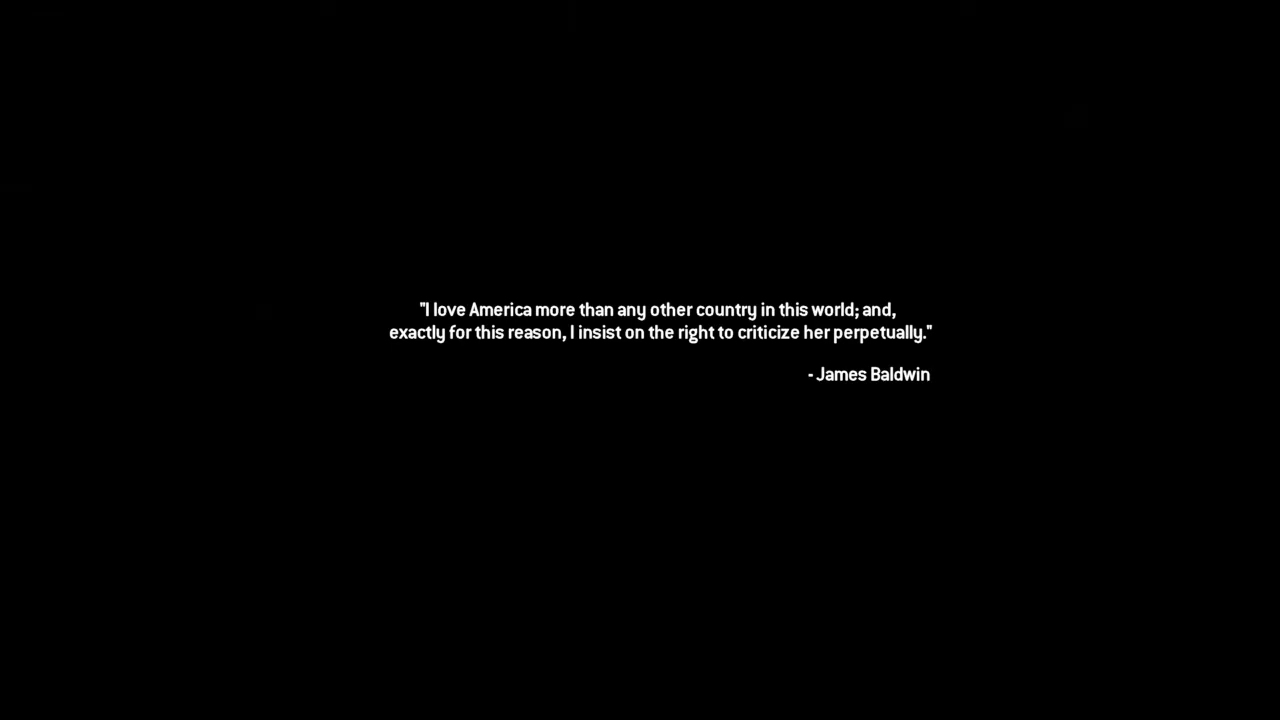 "I love America more than any other country in this world; and,
exactly for this reason, I insist on the right to criticize her perpetually."
- James Baldwin